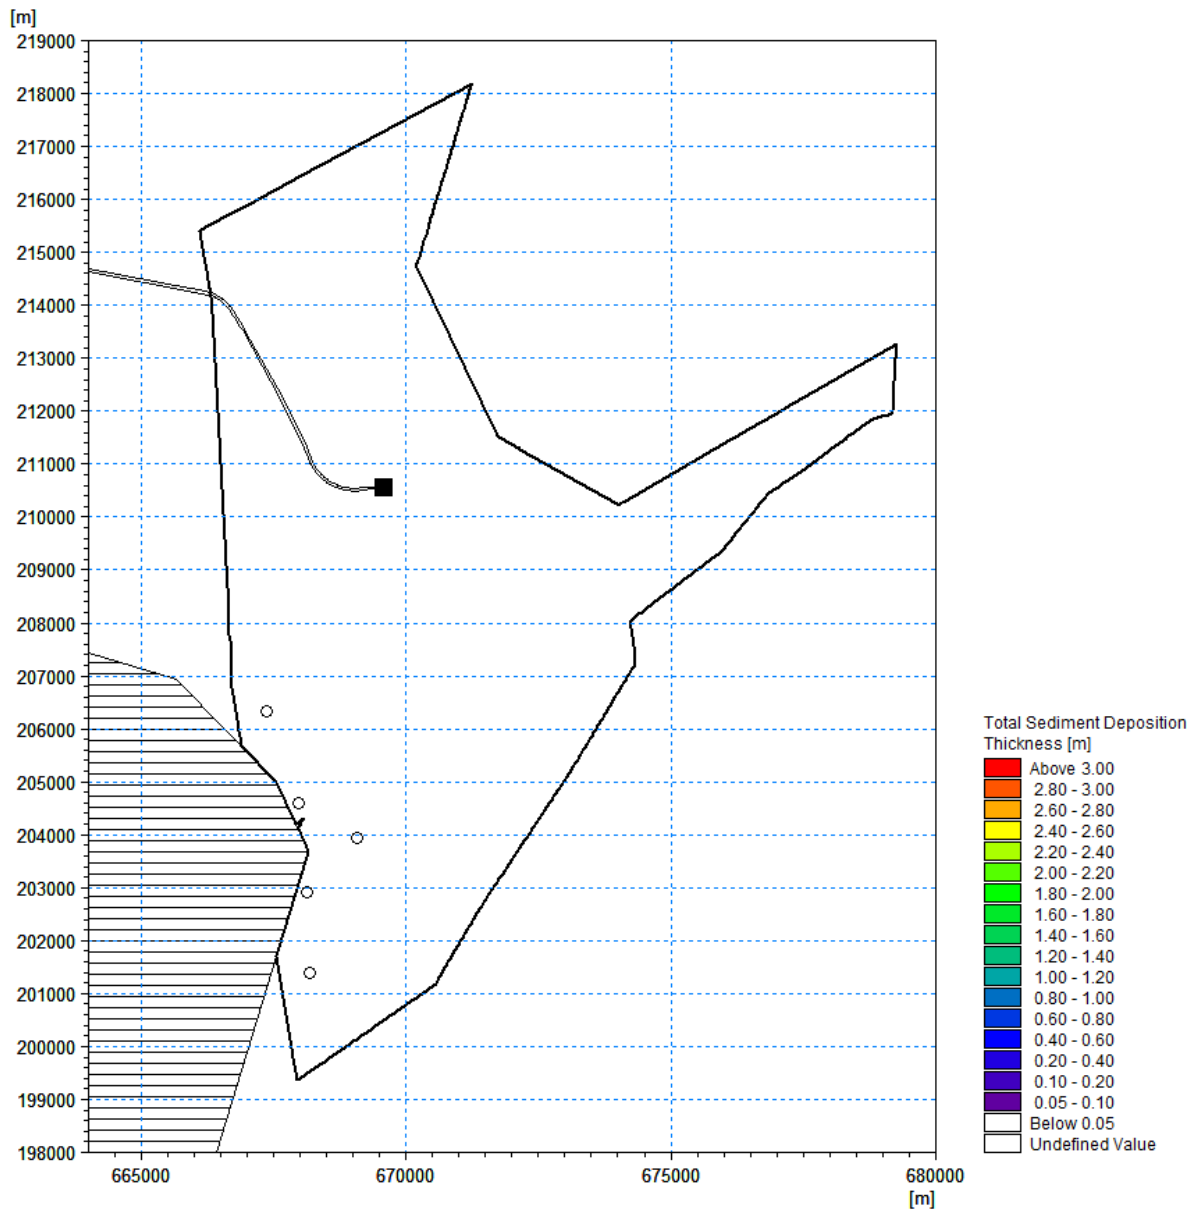 [m]
219000
218000
217000
216000
215000
214000
213000
212000
211000
210000
209000
208000
207000
206000
205000
204000
203000
202000
201000
200000
199000
198000
665000 670000 675000 680000
[m]
Total Sediment Deposition
Thickness [m]
Above 3.00
2.80 - 3.00
2.60 - 2.80
2.40 - 2.60
2.20 - 2.40
2.00 - 2.20
1.80 - 2.00
1.60 - 1.80
1.40 - 1.60
1.20 - 1.40
1.00 - 1.20
0.80 - 1.00
0.60 - 0.80
0.40 - 0.60
0.20 - 0.40
0.10 - 0.20
0.05 - 0.10
Below 0.05
Undefined Value